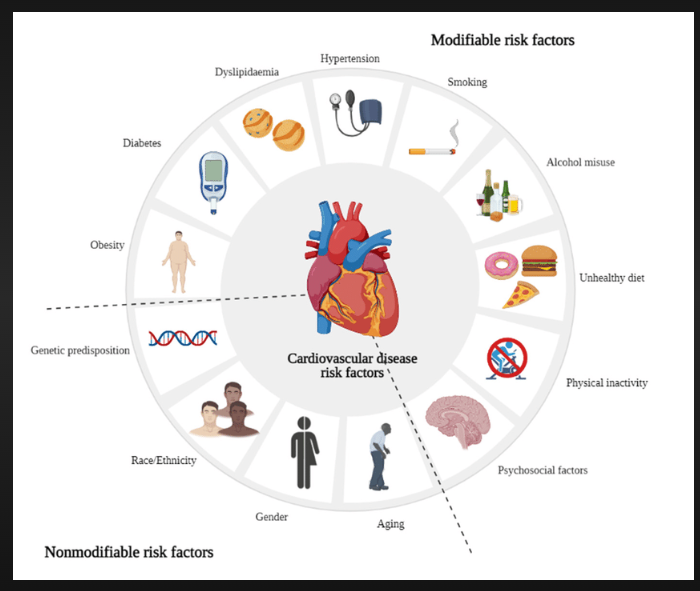 Modifiable risk factors
Hypertension
Dyslipidaemia
Smoking
Diabetes
Alcohol misuse
Obesity
Unhealthy diet
Genetic predisposition
Cardiovascular disease
risk factors
Physical inactivity
Race/Ethnicity
Psychosocial factors
Gender
Aging
Nonmodifiable risk factors